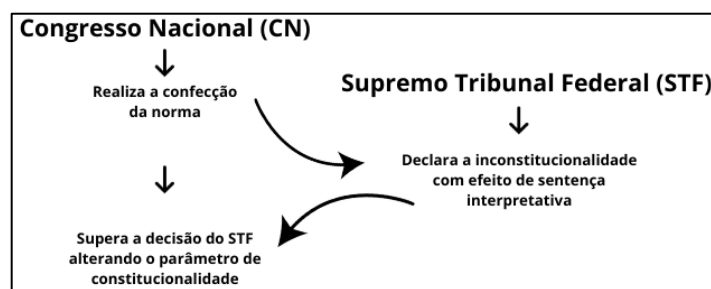 Congresso Nacional (CN)
Realiza a confecção
da norma
Supremo Tribunal Federal (STF)
Declara a inconstitucionalidade
com efeito de sentença
interpretativa
Supera a decisão do STF
alterando o parâmetro de
constitucionalidade